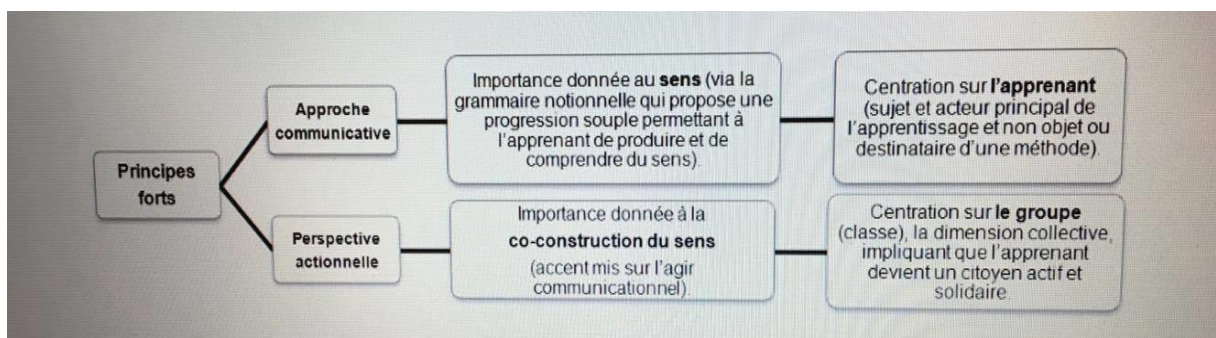 Principes
forts
Approche
communicative
Importance donnée au sens (via la
grammaire notionnelle qui propose une
progression souple permettant à
l'apprenant de produire et de
comprendre du sens).
Centration sur l'apprenant
(sujet et acteur principal de
l'apprentissage et non objet ou
destinataire d'une méthode).
Perspective
actionnelle
Importance donnée à la
co-construction du sens
(accent mis sur l'agir
communicationnel).
Centration sur le groupe
(classe), la dimension collective,
impliquant que l'apprenant
devient un citoyen actif et
solidaire.